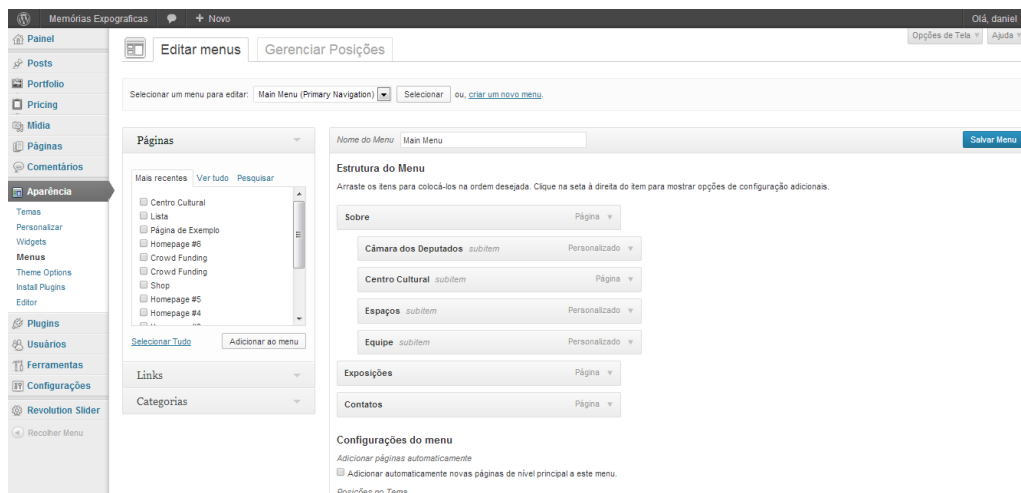 Memórias Expograficas + Novo Olá, daniel
Opções de Tela Ajuda
Painel
Posts
Portfolio
Pricing
Mídia
Páginas
Comentários
Aparência
Temas
Personalizar
Widgets
Menus
Theme Options
Install Plugins
Editor
Plugins
Usuários
Ferramentas
Configurações
Revolution Slider
Recolher Menu
Editar menus Gerenciar Posições
Selecionar um menu para editar: Main Menu (Primary Navigation) Selecionar ou, criar um novo menu.
Páginas
Mais recentes Ver tudo Pesquisar
Centro Cultural
Lista
Página de Exemplo
Homepage #6
Crowd Funding
Crowd Funding
Shop
Homepage #5
Homepage #4
Selecionar Tudo Adicionar ao menu
Links
Categorias
Nome do Menu Main Menu Salvar Menu
Estrutura do Menu
Arraste os itens para colocá-los na ordem desejada. Clique na seta à direita do item para mostrar opções de configuração adicionais.
Sobre Página
Câmara dos Deputados subitem Personalizado
Centro Cultural subitem Página
Espaços subitem Personalizado
Equipe subitem Personalizado
Exposições Página
Contatos Página
Configurações do menu
Adicionar páginas automaticamente
Adicionar automaticamente novas páginas de nível principal a este menu.
Posições no Tema